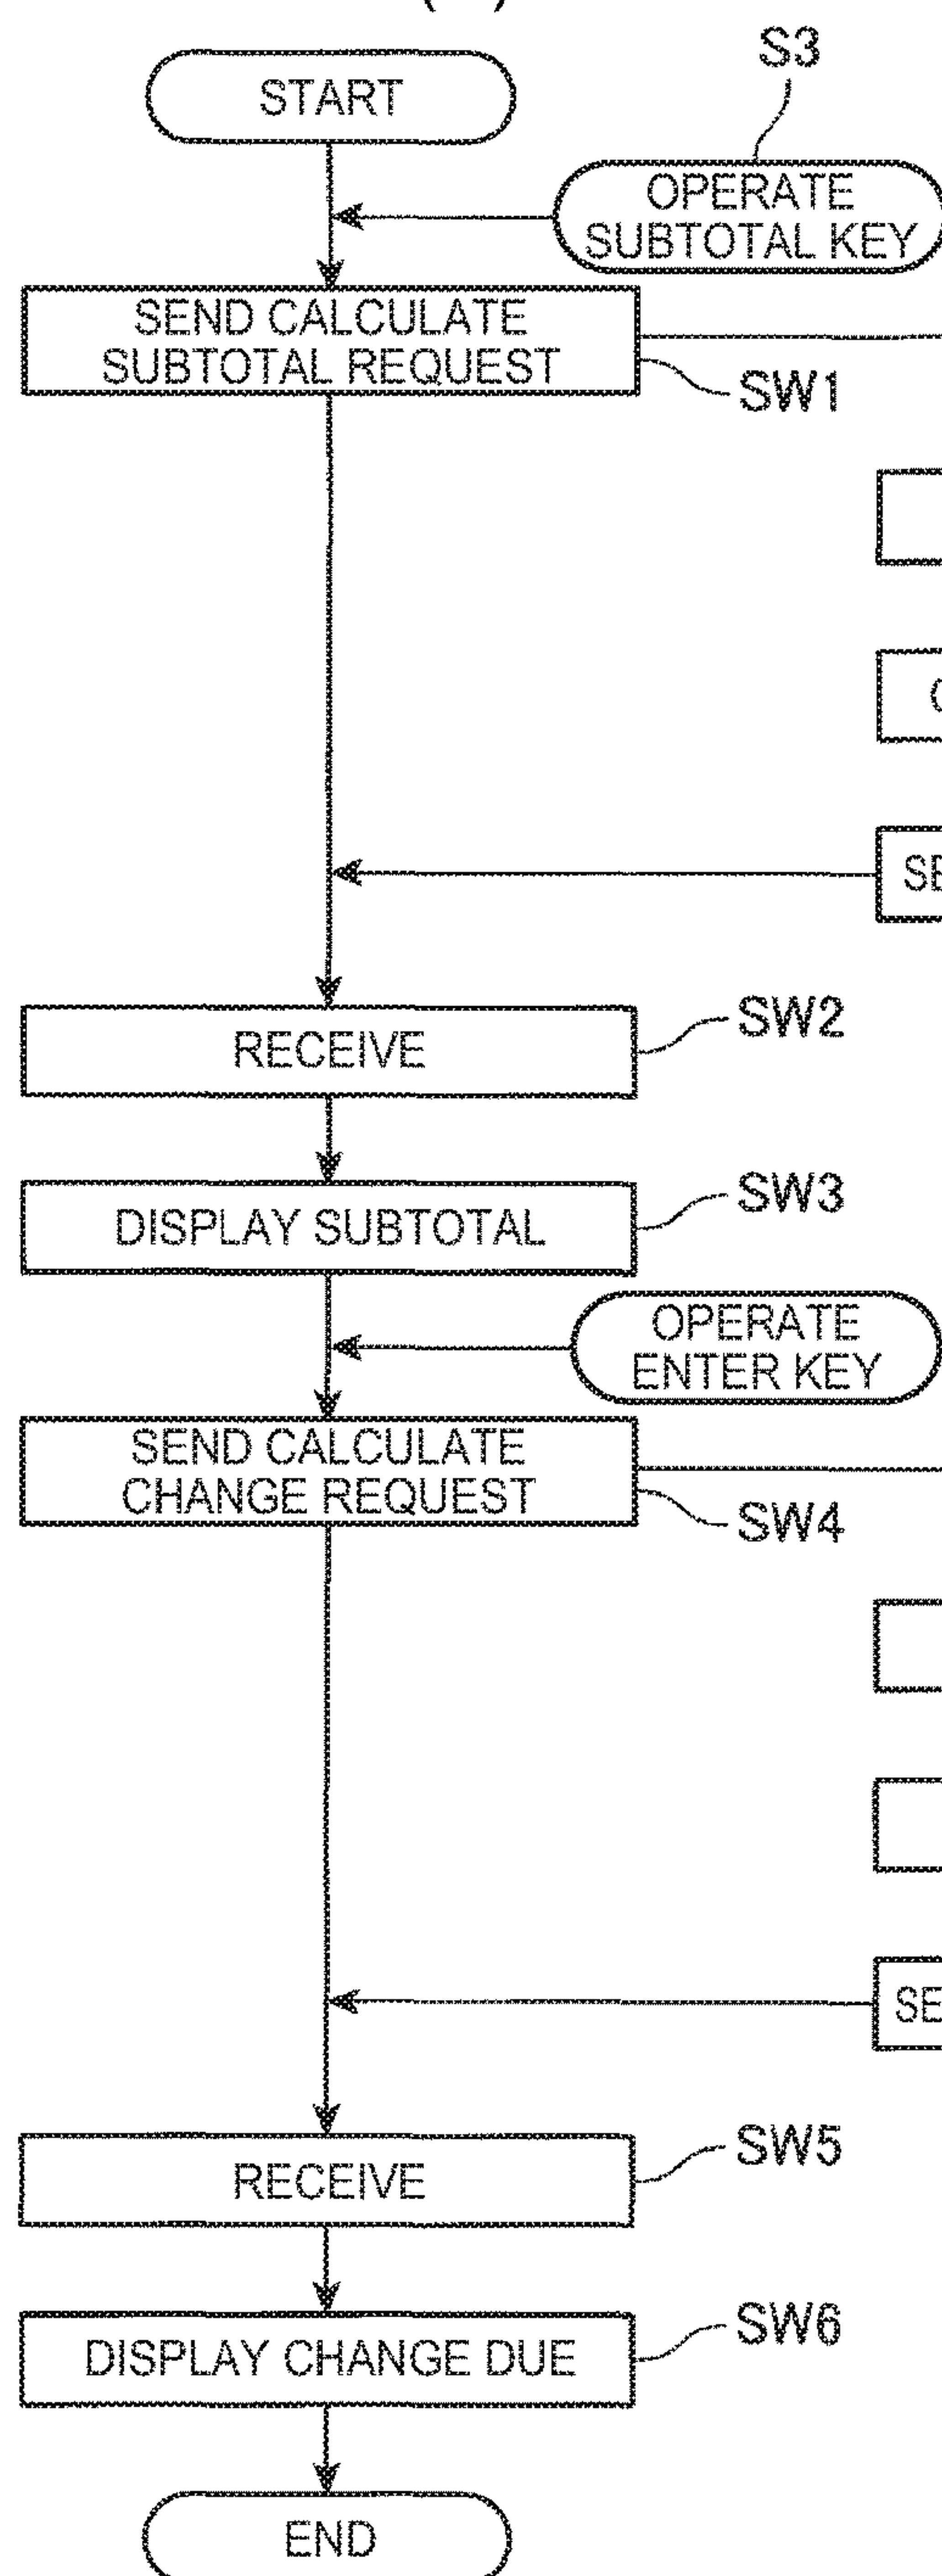 START
S3
OPERATE
SUBTOTAL KEY
SEND CALCULATE
SUBTOTAL REQUEST
SW1
RECEIVE
SW2
DISPLAY SUBTOTAL
SW3
OPERATE
ENTER KEY
SEND CALCULATE
CHANGE REQUEST
SW4
RECEIVE
SW5
DISPLAY CHANGE DUE
SW6
END